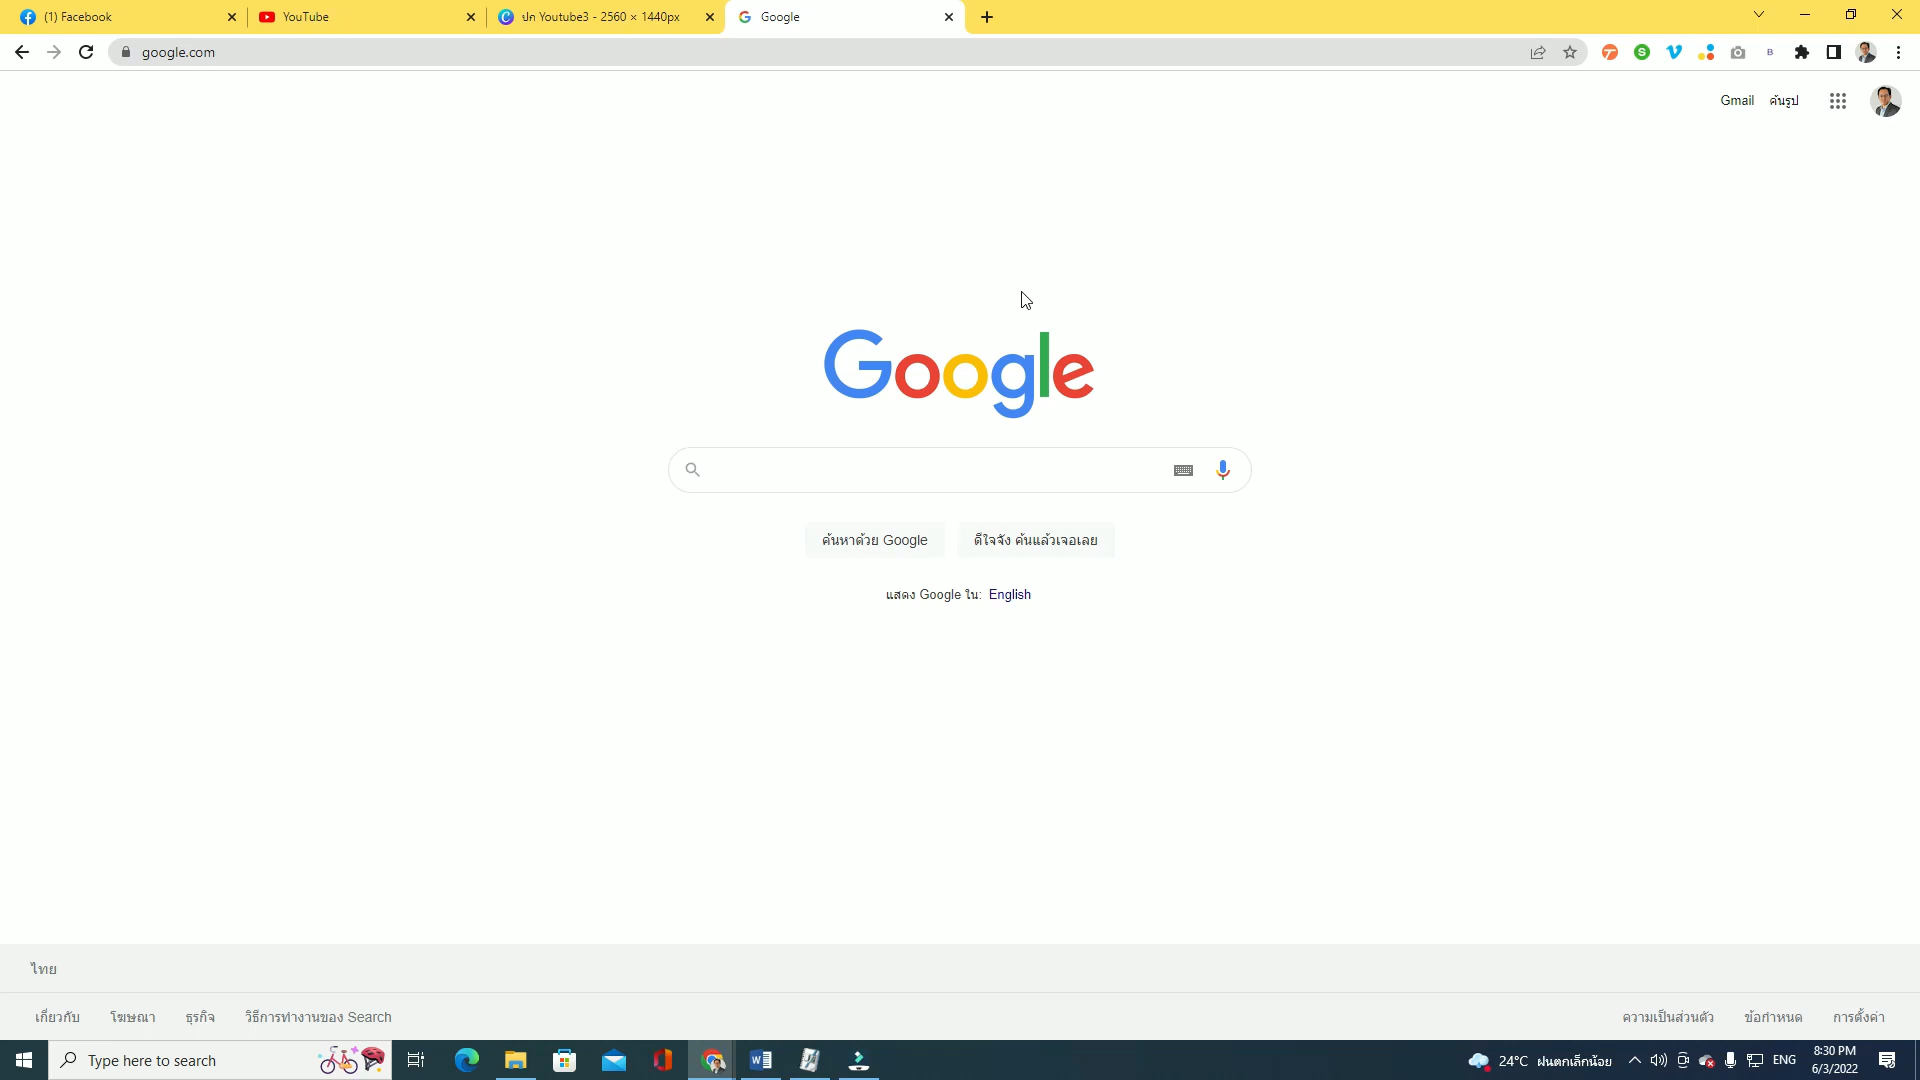 (1) Facebook
YouTube
ปก Youtube3 - 2560 × 1440px
Google
google.com
Gmail
ค้นรูป
Google
ค้นหาด้วย Google
ดีใจจัง ค้นแล้วเจอเลย
แสดง Google ใน: English
ไทย
เกี่ยวกับ
โฆษณา
ธุรกิจ
วิธีการทำงานของ Search
ความเป็นส่วนตัว
ข้อกำหนด
การตั้งค่า
Type here to search
24°C ฝนตกเล็กน้อย
ENG
8:30 PM
6/3/2022